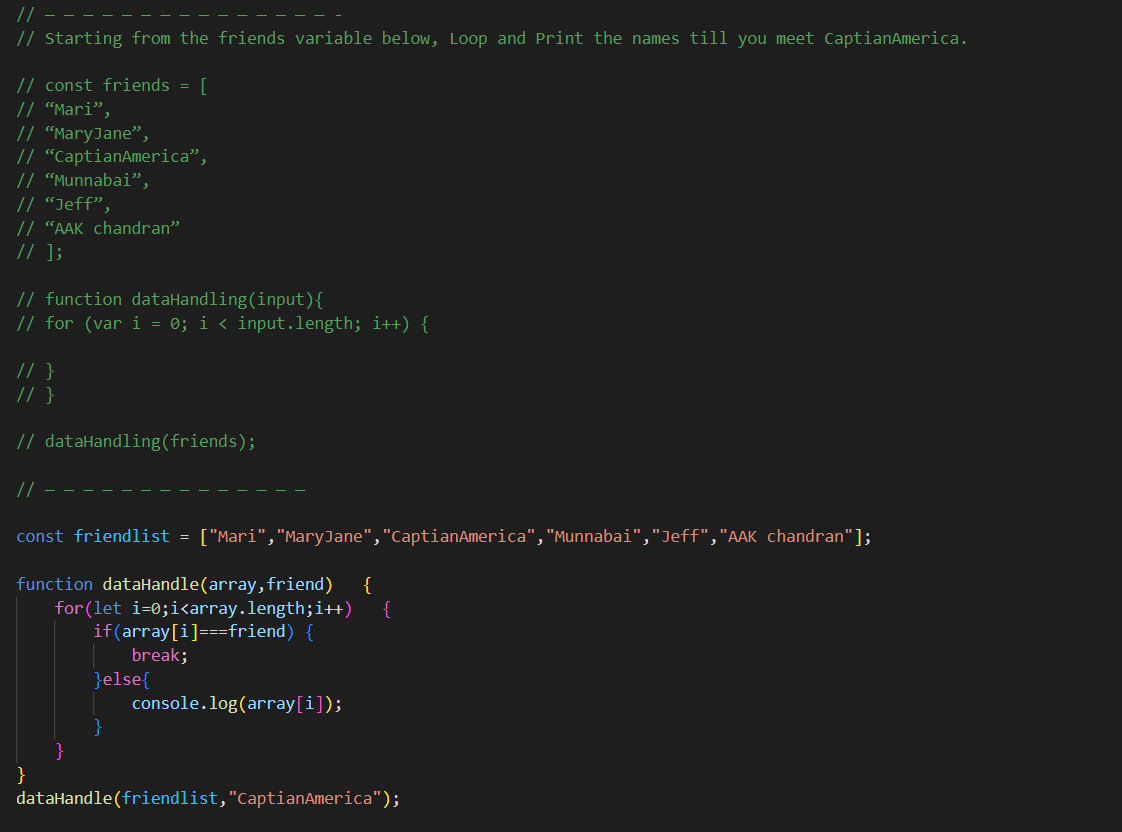 // – – – – – – – – – – – – – – – -
// Starting from the friends variable below, Loop and Print the names till you meet CaptianAmerica.
// const friends = [
// “Mari”,
// “MaryJane”,
// “CaptianAmerica”,
// “Munnabai”,
// “Jeff”,
// “AAK chandran”
// ];
// function dataHandling(input){
// for (var i = 0; i < input.length; i++) {
// }
// }
// dataHandling(friends);
// – – – – – – – – – – – – – –
const friendlist = ["Mari","MaryJane","CaptianAmerica","Munnabai","Jeff","AAK chandran"];
function dataHandle(array,friend)   {
    for(let i=0;i<array.length;i++)   {
        if(array[i]===friend) {
            break;
        }else{
            console.log(array[i]);
        }
    }
}
dataHandle(friendlist,"CaptianAmerica");